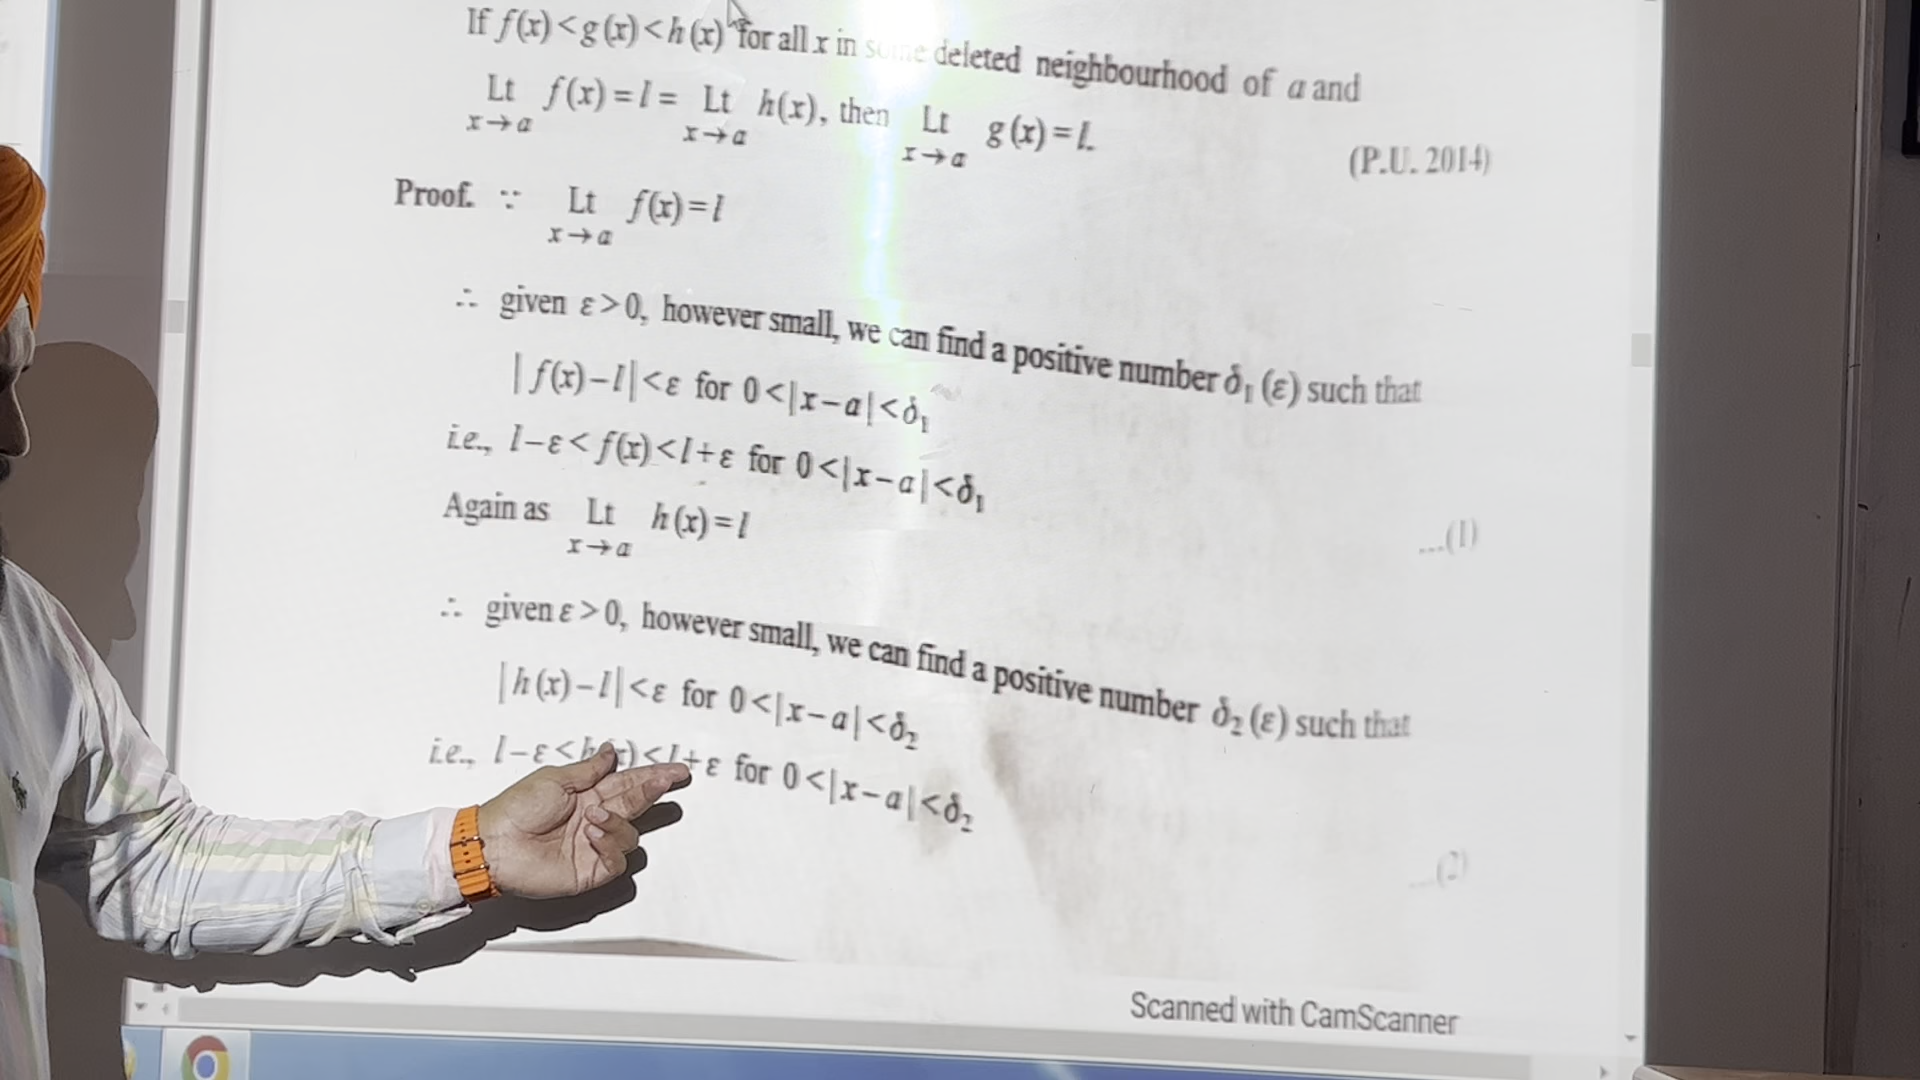 If f(x)<g(x)<h(x) for all x in some deleted neighbourhood of a and
Lt x→a f(x)=l= Lt x→a h(x), then Lt x→a g(x)=l.
(P.U. 2014)
Proof. ∵ Lt x→a f(x)=l
∴ given ε>0, however small, we can find a positive number δ₁(ε) such that
|f(x)–l|<ε for 0<|x–a|<δ₁
i.e., l–ε<f(x)<l+ε for 0<|x–a|<δ₁
...(1)
Again as Lt x→a h(x)=l
∴ given ε>0, however small, we can find a positive number δ₂(ε) such that
|h(x)–l|<ε for 0<|x–a|<δ₂
i.e., l–ε<h(x)<l+ε for 0<|x–a|<δ₂
...(2)
Scanned with CamScanner